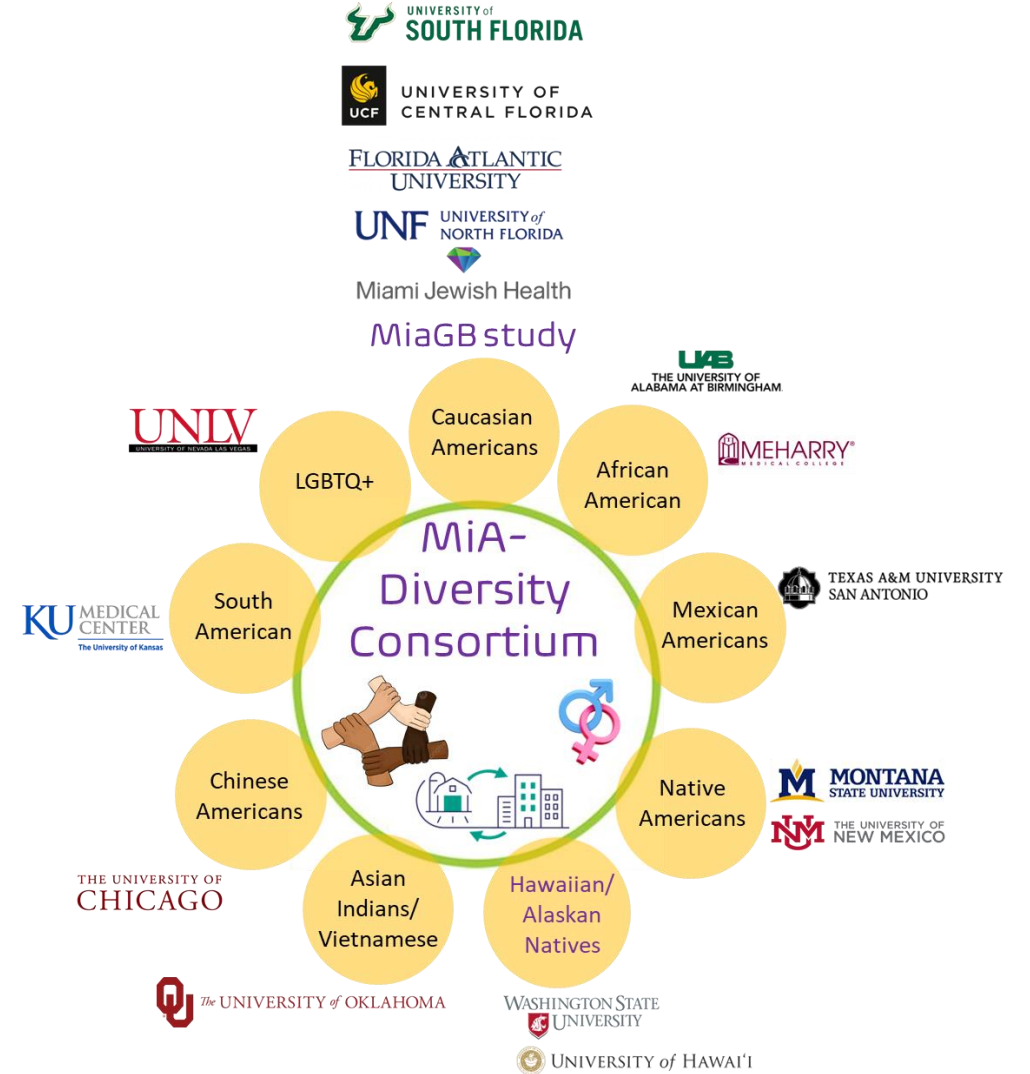 UNIVERSITY of
SOUTH FLORIDA
UCF
UNIVERSITY OF
CENTRAL FLORIDA
FLORIDA ATLANTIC
UNIVERSITY
UNF
UNIVERSITY of
NORTH FLORIDA
Miami Jewish Health
MiaGB study
UAB
THE UNIVERSITY OF
ALABAMA AT BIRMINGHAM
UNLV
UNIVERSITY OF NEVADA LAS VEGAS
Caucasian
Americans
MEHARRY®
MEDICAL COLLEGE
LGBTQ+
African
American
MiA-
Diversity
Consortium
TEXAS A&M UNIVERSITY
SAN ANTONIO
KU MEDICAL
CENTER
The University of Kansas
South
American
Mexican
Americans
Chinese
Americans
Native
Americans
M
MONTANA
STATE UNIVERSITY
NM
THE UNIVERSITY OF
NEW MEXICO
THE UNIVERSITY OF
CHICAGO
Asian
Indians/
Vietnamese
Hawaiian/
Alaskan
Natives
OU
The UNIVERSITY of OKLAHOMA
WASHINGTON STATE
UNIVERSITY
UNIVERSITY of HAWAI‘I